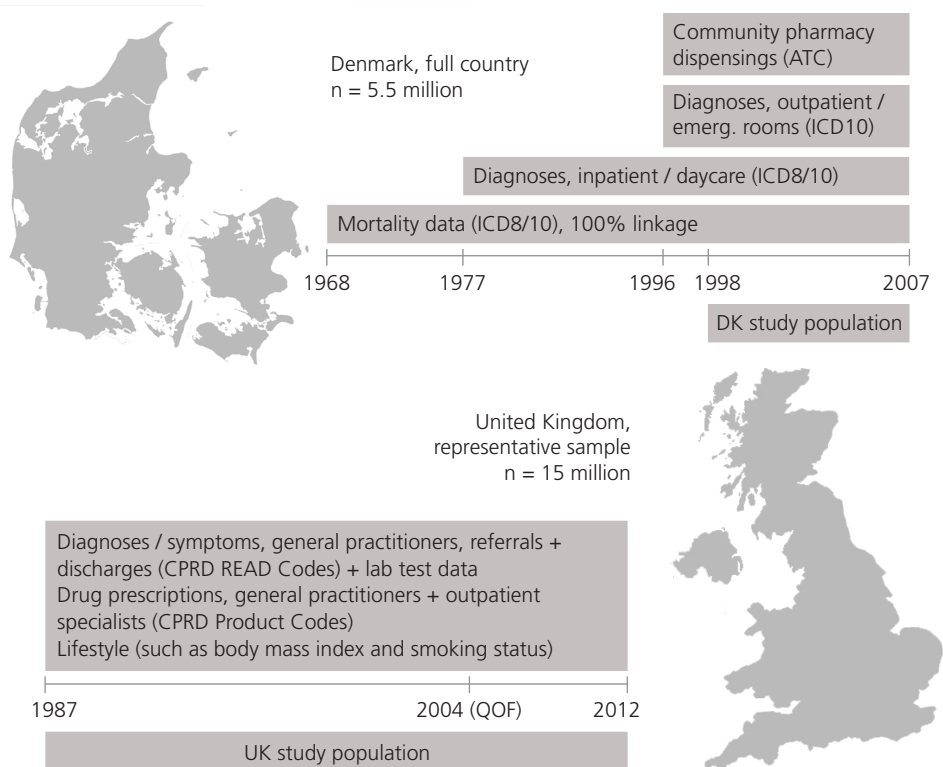 Denmark, full country
n = 5.5 million
Community pharmacy
dispensings (ATC)
Diagnoses, outpatient /
emerg. rooms (ICD10)
Diagnoses, inpatient / daycare (ICD8/10)
Mortality data (ICD8/10), 100% linkage
1968 1977 1996 1998 2007
DK study population
United Kingdom,
representative sample
n = 15 million
Diagnoses / symptoms, general practitioners, referrals +
discharges (CPRD READ Codes) + lab test data
Drug prescriptions, general practitioners + outpatient
specialists (CPRD Product Codes)
Lifestyle (such as body mass index and smoking status)
1987 2004 (QOF) 2012
UK study population